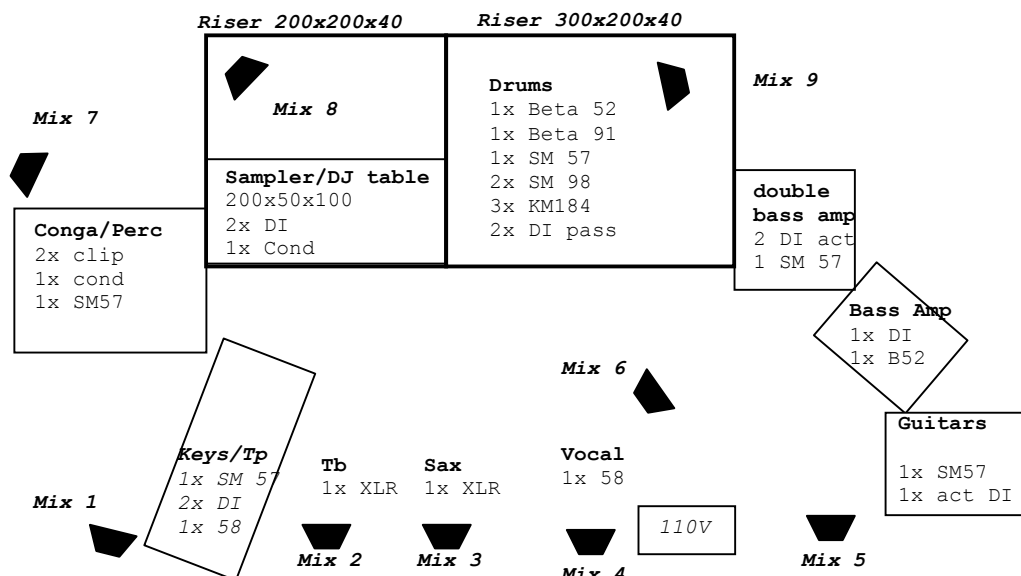 Riser 200x200x40
Riser 300x200x40
Mix 7
Mix 8
Drums
1x Beta 52
1x Beta 91
1x SM 57
2x SM 98
3x KM184
2x DI pass
Mix 9
Conga/Perc
2x clip
1x cond
1x SM57
Sampler/DJ table
200x50x100
2x DI
1x Cond
double
bass amp
2 DI act
1 SM 57
Bass Amp
1x DI
1x B52
Mix 6
Guitars
1x SM57
1x act DI
Mix 1
Keys/Tp
1x SM 57
2x DI
1x 58
Tb
1x XLR
Sax
1x XLR
Vocal
1x 58
110V
Mix 2
Mix 3
Mix 4
Mix 5